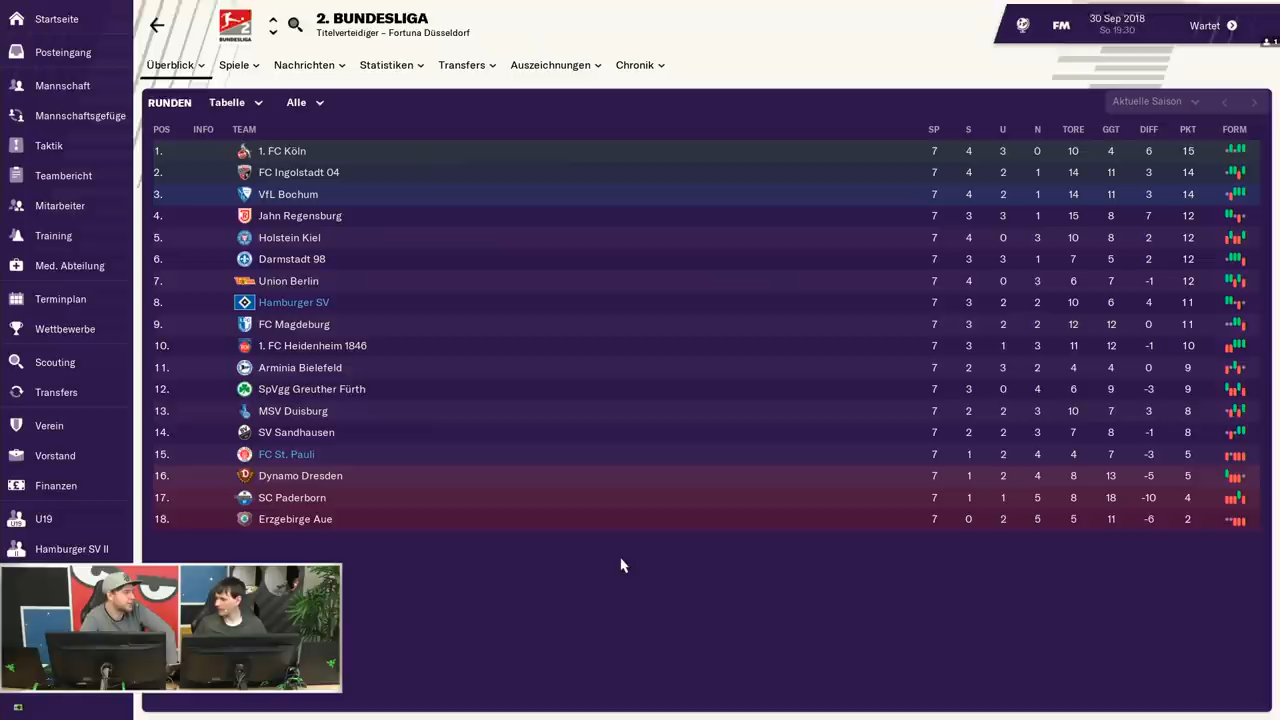 Startseite
Posteingang
Mannschaft
Mannschaftsgefüge
Taktik
Teambericht
Mitarbeiter
Training
Med. Abteilung
Terminplan
Wettbewerbe
Scouting
Transfers
Verein
Vorstand
Finanzen
U19
U19
Hamburger SV II
II
2. BUNDESLIGA
Titelverteidiger – Fortuna Düsseldorf
FM
30 Sep 2018
So 19:30
Wartet
1
Überblick Spiele Nachrichten Statistiken Transfers Auszeichnungen Chronik
RUNDEN Tabelle Alle Aktuelle Saison
POS INFO TEAM SP S U N TORE GGT DIFF PKT FORM
1. 1. FC Köln 7 4 3 0 10 4 6 15
2. FC Ingolstadt 04 7 4 2 1 14 11 3 14
3. VfL Bochum 7 4 2 1 14 11 3 14
4. Jahn Regensburg 7 3 3 1 15 8 7 12
5. Holstein Kiel 7 4 0 3 10 8 2 12
6. Darmstadt 98 7 3 3 1 7 5 2 12
7. Union Berlin 7 4 0 3 6 7 -1 12
8. Hamburger SV 7 3 2 2 10 6 4 11
9. FC Magdeburg 7 3 2 2 12 12 0 11
10. 1. FC Heidenheim 1846 7 3 1 3 11 12 -1 10
11. Arminia Bielefeld 7 2 3 2 4 4 0 9
12. SpVgg Greuther Fürth 7 3 0 4 6 9 -3 9
13. MSV Duisburg 7 2 2 3 10 7 3 8
14. SV Sandhausen 7 2 2 3 7 8 -1 8
15. FC St. Pauli 7 1 2 4 4 7 -3 5
16. Dynamo Dresden 7 1 2 4 8 13 -5 5
17. SC Paderborn 7 1 1 5 8 18 -10 4
18. Erzgebirge Aue 7 0 2 5 5 11 -6 2